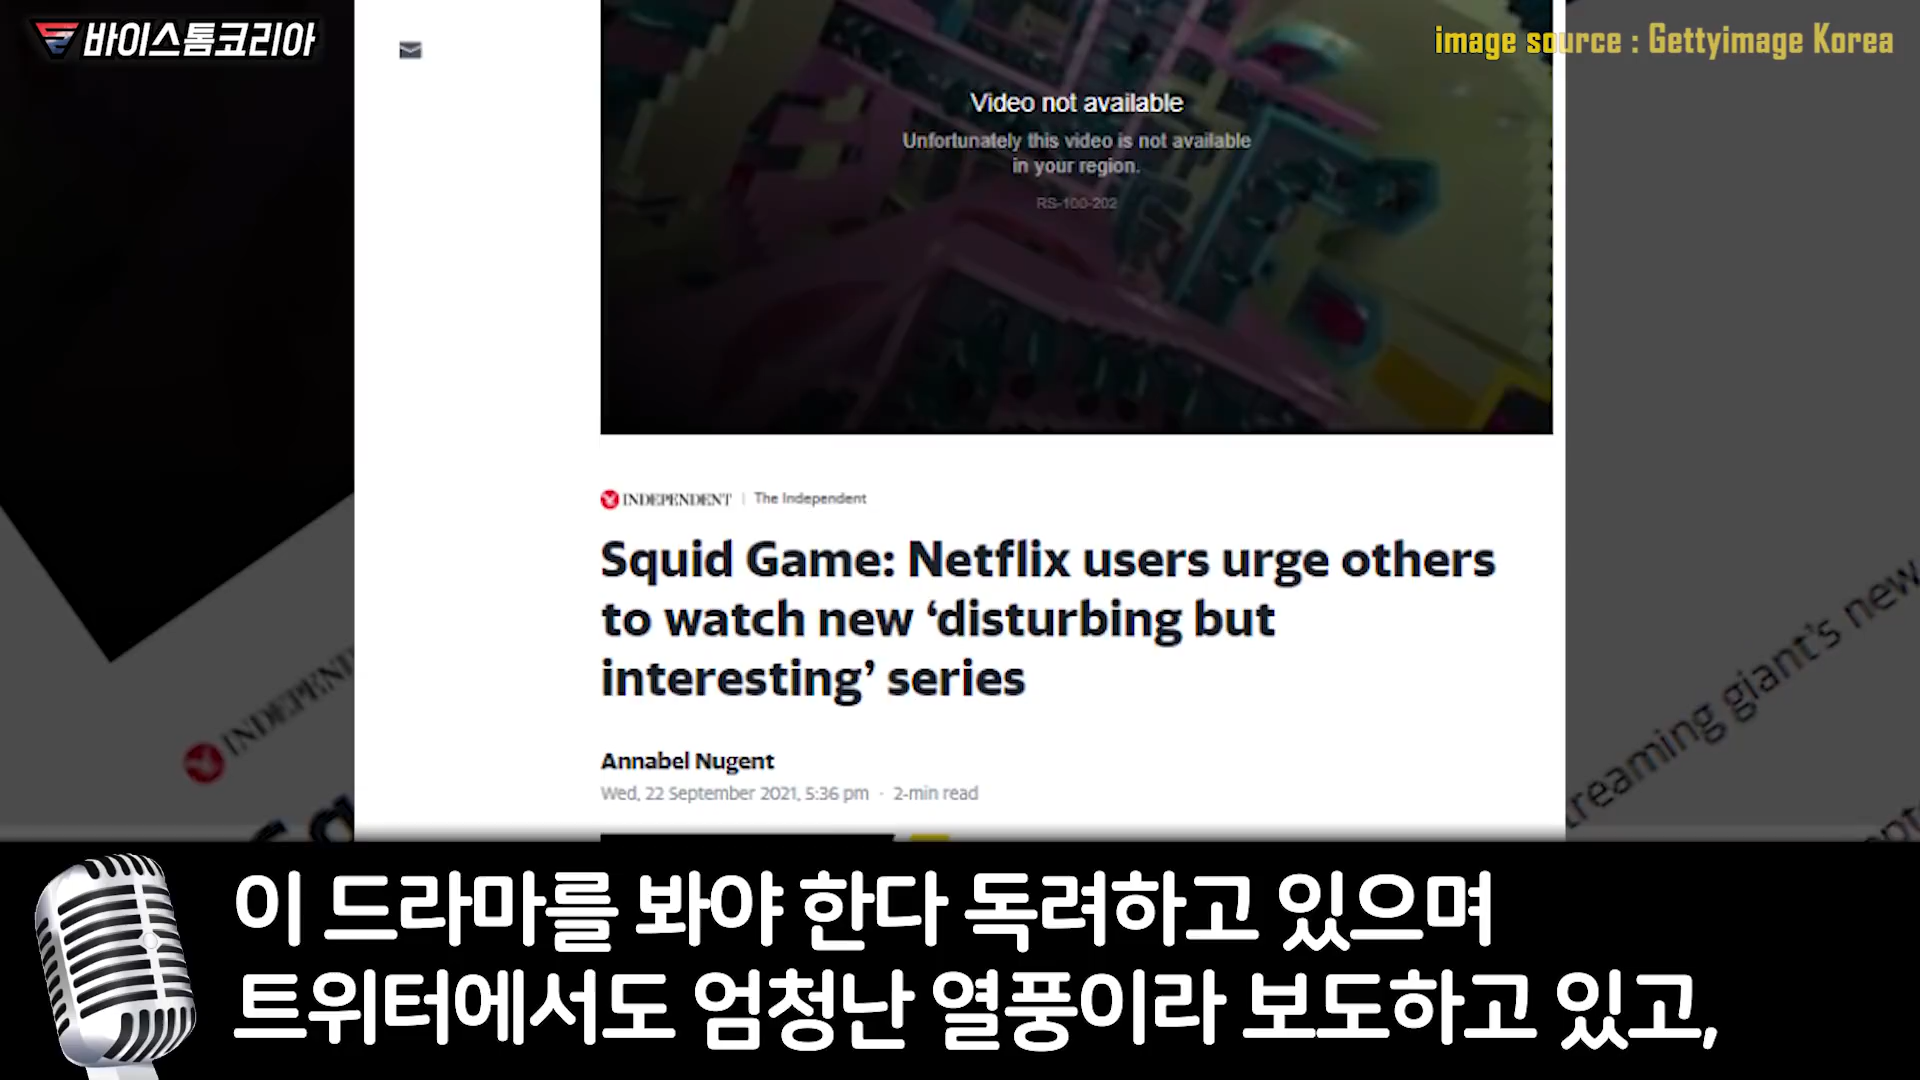 바이스톰코리아
image source : Gettyimage Korea
Video not available
Unfortunately this video is not available
in your region.
RS-100-202
INDEPENDENT | The Independent
Squid Game: Netflix users urge others
to watch new ‘disturbing but
interesting’ series
Annabel Nugent
Wed, 22 September 2021, 5:36 pm · 2-min read
streaming giant's new
이 드라마를 봐야 한다 독려하고 있으며
트위터에서도 엄청난 열풍이라 보도하고 있고,